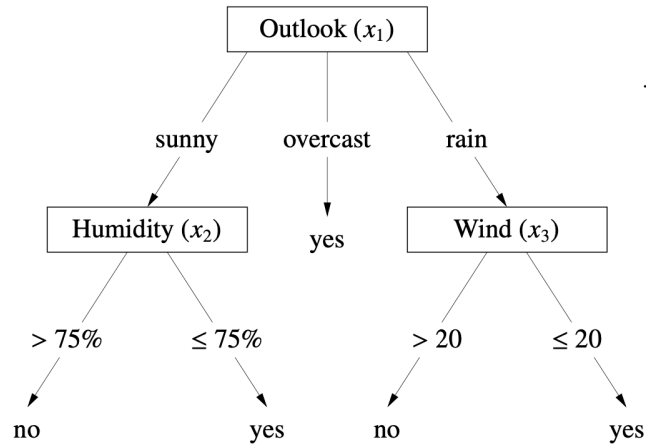 Outlook (x₁)
sunny overcast rain
Humidity (x₂) yes Wind (x₃)
> 75% ≤ 75% > 20 ≤ 20
no yes no yes